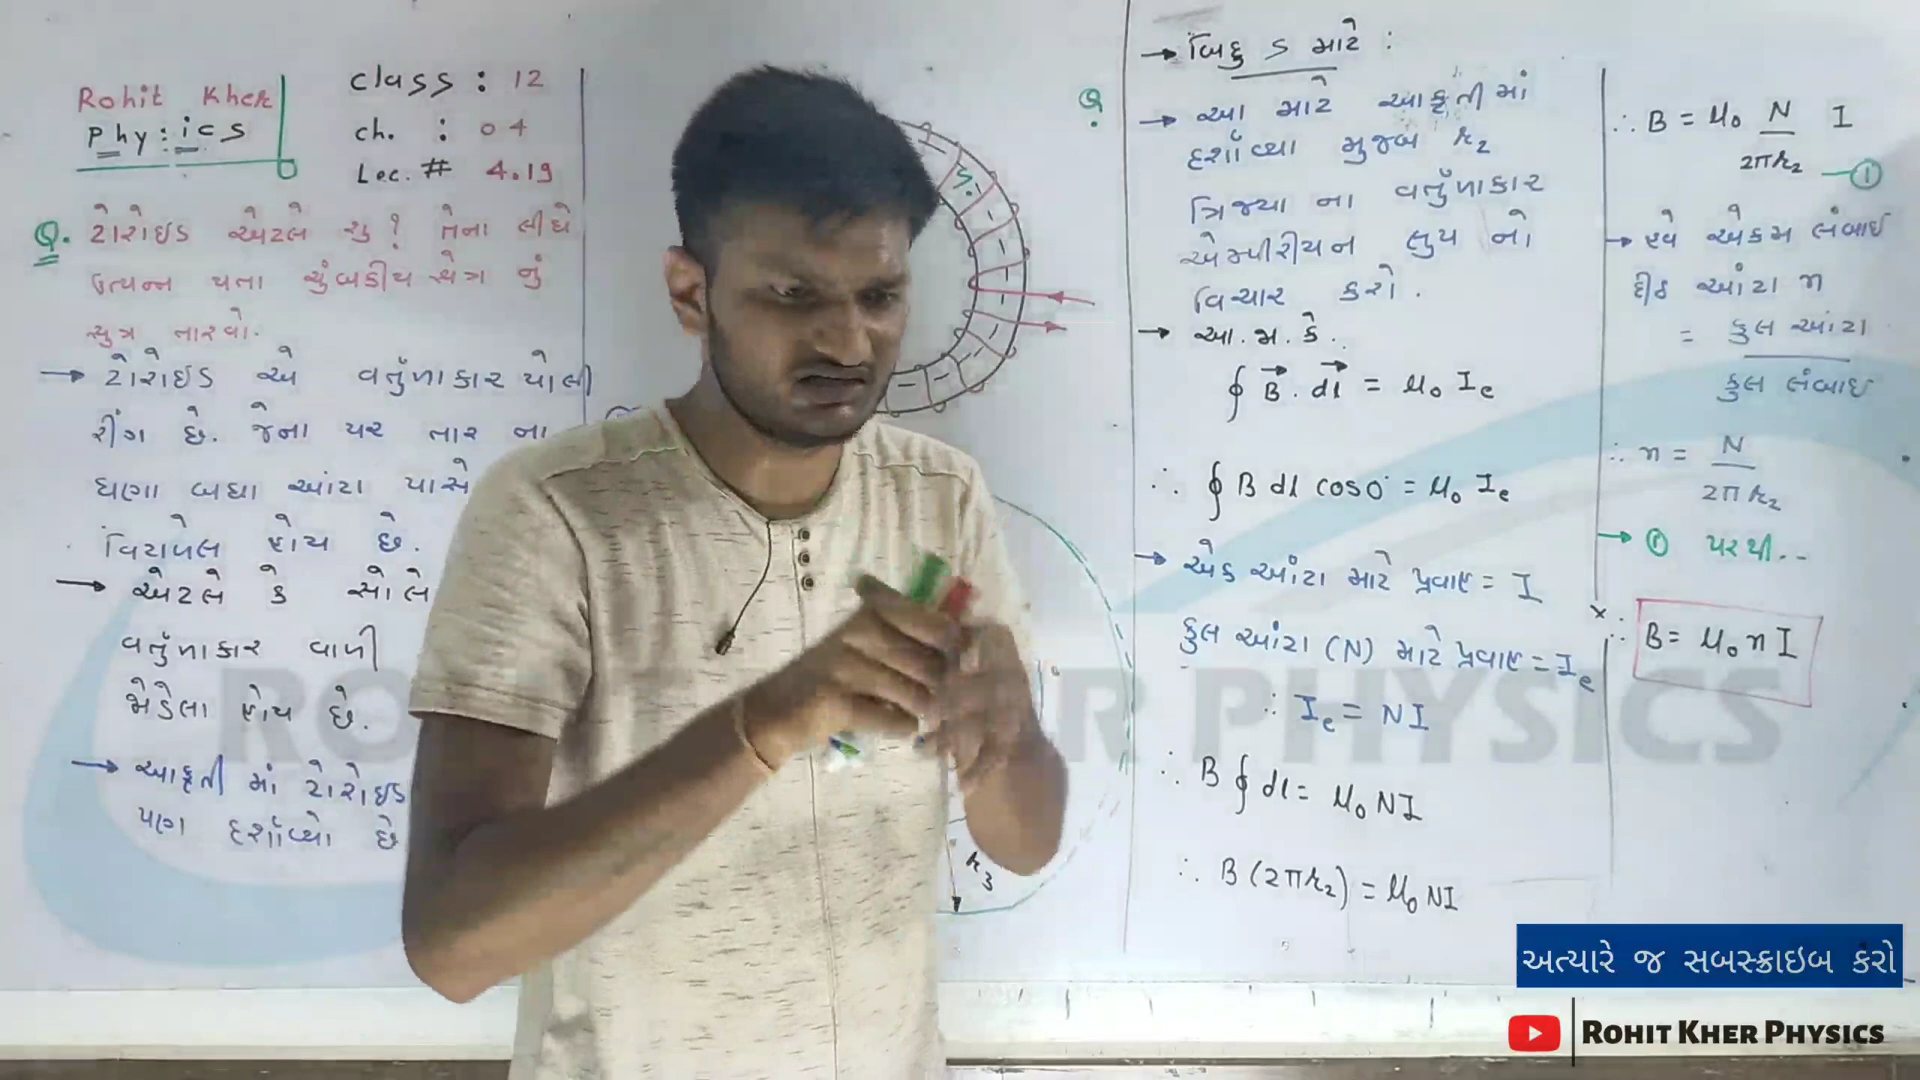 Rohit Kher
Physics
class : 12
ch. : 04
Lec. # 4.19
Q. ટોરોઇડ એટલે શુ? તેના લીધે
ઉત્પન્ન થતા ચુંબકીય ક્ષેત્ર નું
સુત્ર તારવો.
→ ટોરોઇડ એ વર્તુળાકાર પોલી
રીંગ છે. જેના પર તાર ના
ઘણા બધા આંટા પાસે
વિટાળેલ હોય છે.
→ એટલે કે સોલે
વર્તુળાકાર વાળી
જોડેલા હોય છે.
→ આકૃતી માં ટોરોઇડ
પણ દર્શાવ્યો છે
S.
r3
Q.
→ બિંદુ S માટે :
→ આ માટે આકૃતી માં
દર્શાવ્યા મુજબ r2
ત્રિજ્યા ના વર્તુળાકાર
એમ્પીરીયન લુપ નો
વિચાર કરો.
→ આ.મ. કે..
∮ B⃗ . dl⃗ = μ0 Ie
∴ ∮ B dl cos0° = μ0 Ie
→ એક આંટા માટે પ્રવાહ = I
કુલ આંટા (N) માટે પ્રવાહ = Ie
∴ Ie = NI
∴ B ∮ dl = μ0 NI
∴ B (2πr2) = μ0 NI
∴ B = μ0 N/2πr2 I — ①
→ હવે એકમ લંબાઇ
દીઠ આંટા n
= કુલ આંટા / કુલ લંબાઇ
∴ n = N/2πr2
→ ① પરથી..
∴ B = μ0 n I
અત્યારે જ સબસ્ક્રાઇબ કરો
ROHIT KHER PHYSICS